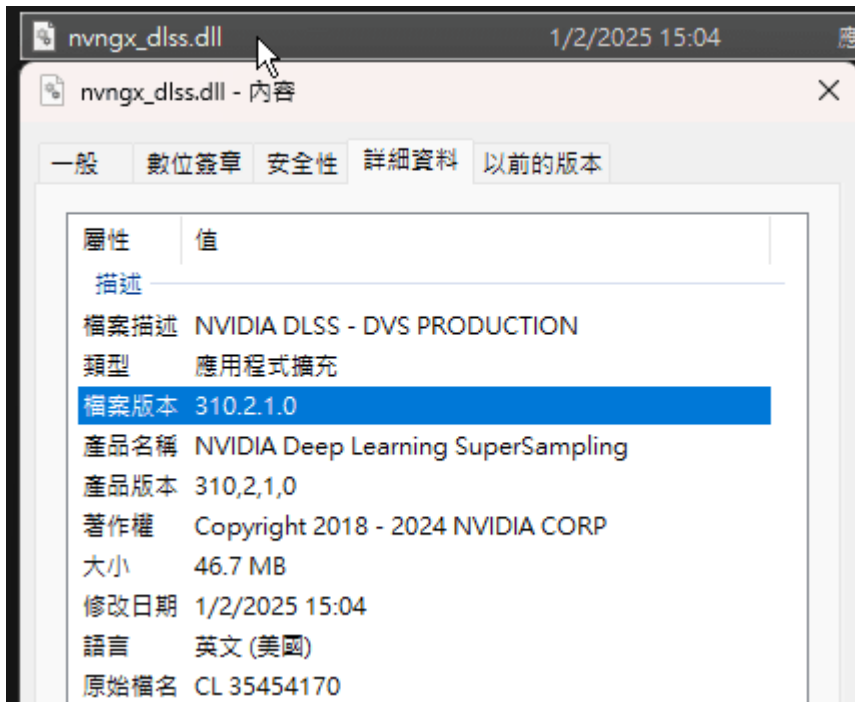 nvngx_dlss.dll 1/2/2025 15:04 應
nvngx_dlss.dll - 內容
一般 數位簽章 安全性 詳細資料 以前的版本
屬性 值
描述
檔案描述 NVIDIA DLSS - DVS PRODUCTION
類型 應用程式擴充
檔案版本 310.2.1.0
產品名稱 NVIDIA Deep Learning SuperSampling
產品版本 310,2,1,0
著作權 Copyright 2018 - 2024 NVIDIA CORP
大小 46.7 MB
修改日期 1/2/2025 15:04
語言 英文 (美國)
原始檔名 CL 35454170